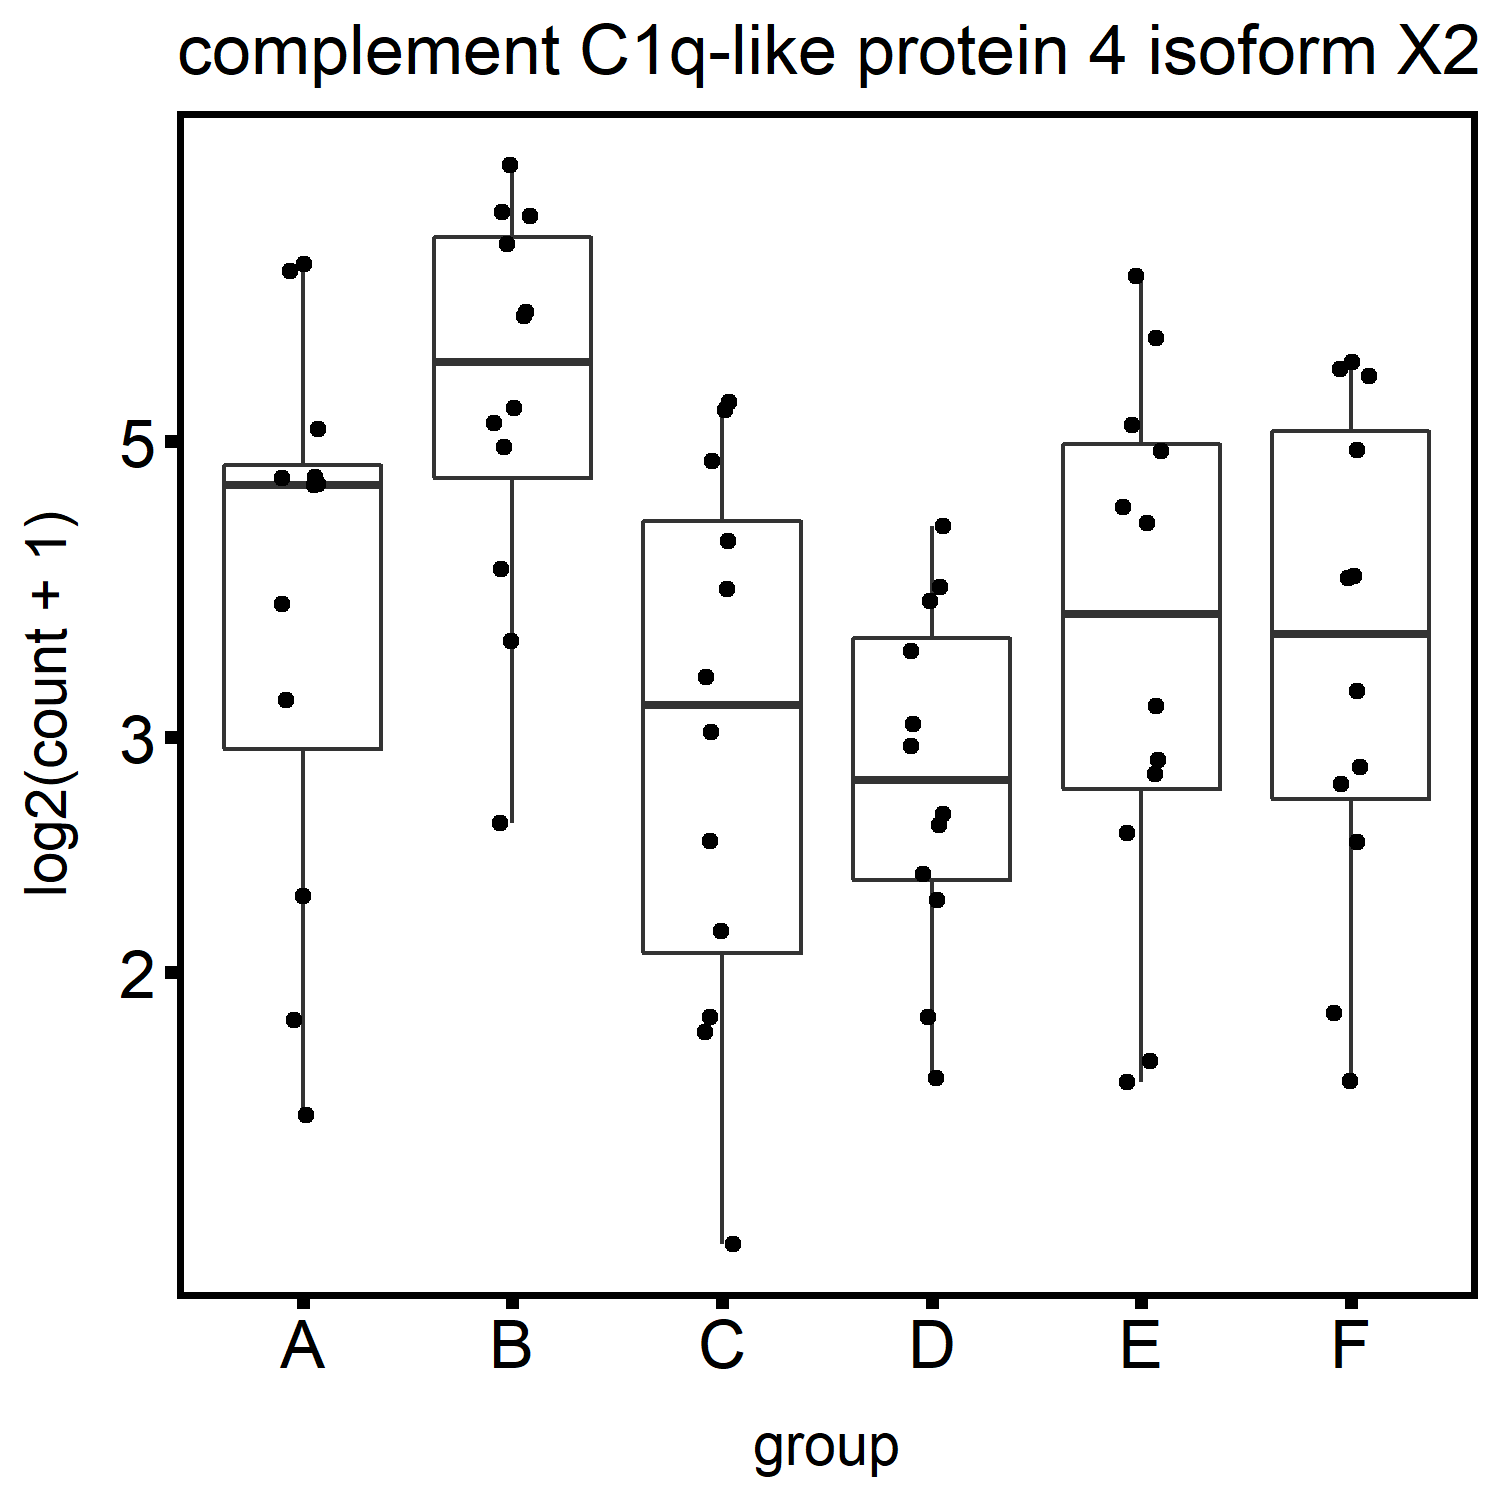 complement C1q-like protein 4 isoform X2
log2(count + 1)
5
3
2
A B C D E F
group